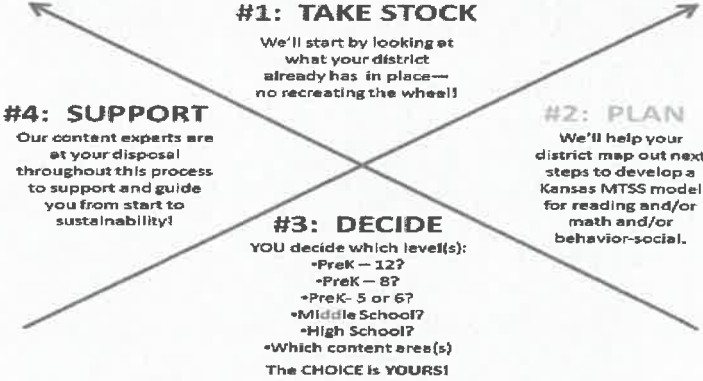 #1: TAKE STOCK
We'll start by looking at
what your district
already has in place—
no recreating the wheel!
#2: PLAN
We'll help your
district map out next
steps to develop a
Kansas MTSS model
for reading and/or
math and/or
behavior-social.
#3: DECIDE
YOU decide which level(s):
•PreK – 12?
•PreK – 8?
•PreK- 5 or 6?
•Middle School?
•High School?
•Which content area(s)
The CHOICE is YOURS!
#4: SUPPORT
Our content experts are
at your disposal
throughout this process
to support and guide
you from start to
sustainability!